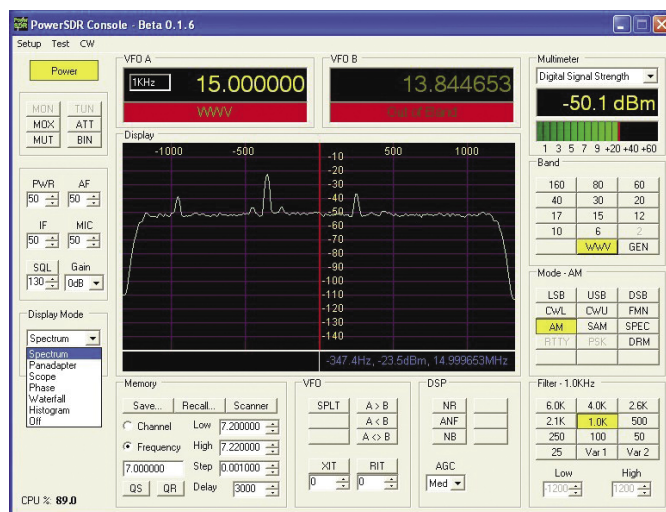 PowerSDR Console - Beta 0.1.6
Setup Test CW
Power
MON TUN
MOX ATT
MUT BIN
PWR AF
50 50
IF MIC
50 50
SQL Gain
130 0dB
Display Mode
Spectrum
Spectrum
Panadapter
Scope
Phase
Waterfall
Histogram
Off
CPU %: 89.0
VFO A
1KHz 15.000000
WWV
VFO B
13.844653
Out of Band
Display
-1000 -500 500 1000
-10
-20
-30
-40
-50
-60
-70
-80
-90
-100
-110
-120
-130
-140
-347.4Hz, -23.5dBm, 14.999653MHz
Memory
Save... Recall... Scanner
Channel Low 7.200000
Frequency High 7.220000
7.000000 Step 0.001000
QS QR Delay 3000
VFO
SPLT A > B
A < B
A <> B
XIT RIT
0 0
DSP
NR
ANF
NB
AGC
Med
Multimeter
Digital Signal Strength
-50.1 dBm
1 3 5 7 9 +20 +40 +60
Band
160 80 60
40 30 20
17 15 12
10 6 2
WWV GEN
Mode - AM
LSB USB DSB
CWL CWU FMN
AM SAM SPEC
RTTY PSK DRM
Filter - 1.0KHz
6.0K 4.0K 2.6K
2.1K 1.0K 500
250 100 50
25 Var 1 Var 2
Low High
-1200 1200